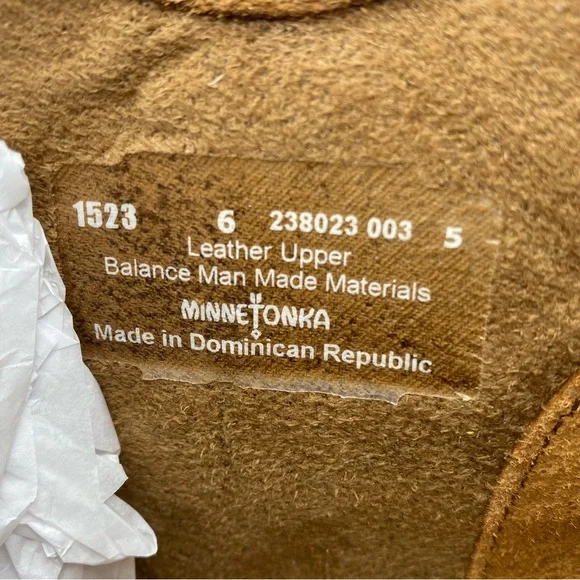 1523 6 238023 003 5
Leather Upper
Balance Man Made Materials
MINNETONKA
Made in Dominican Republic